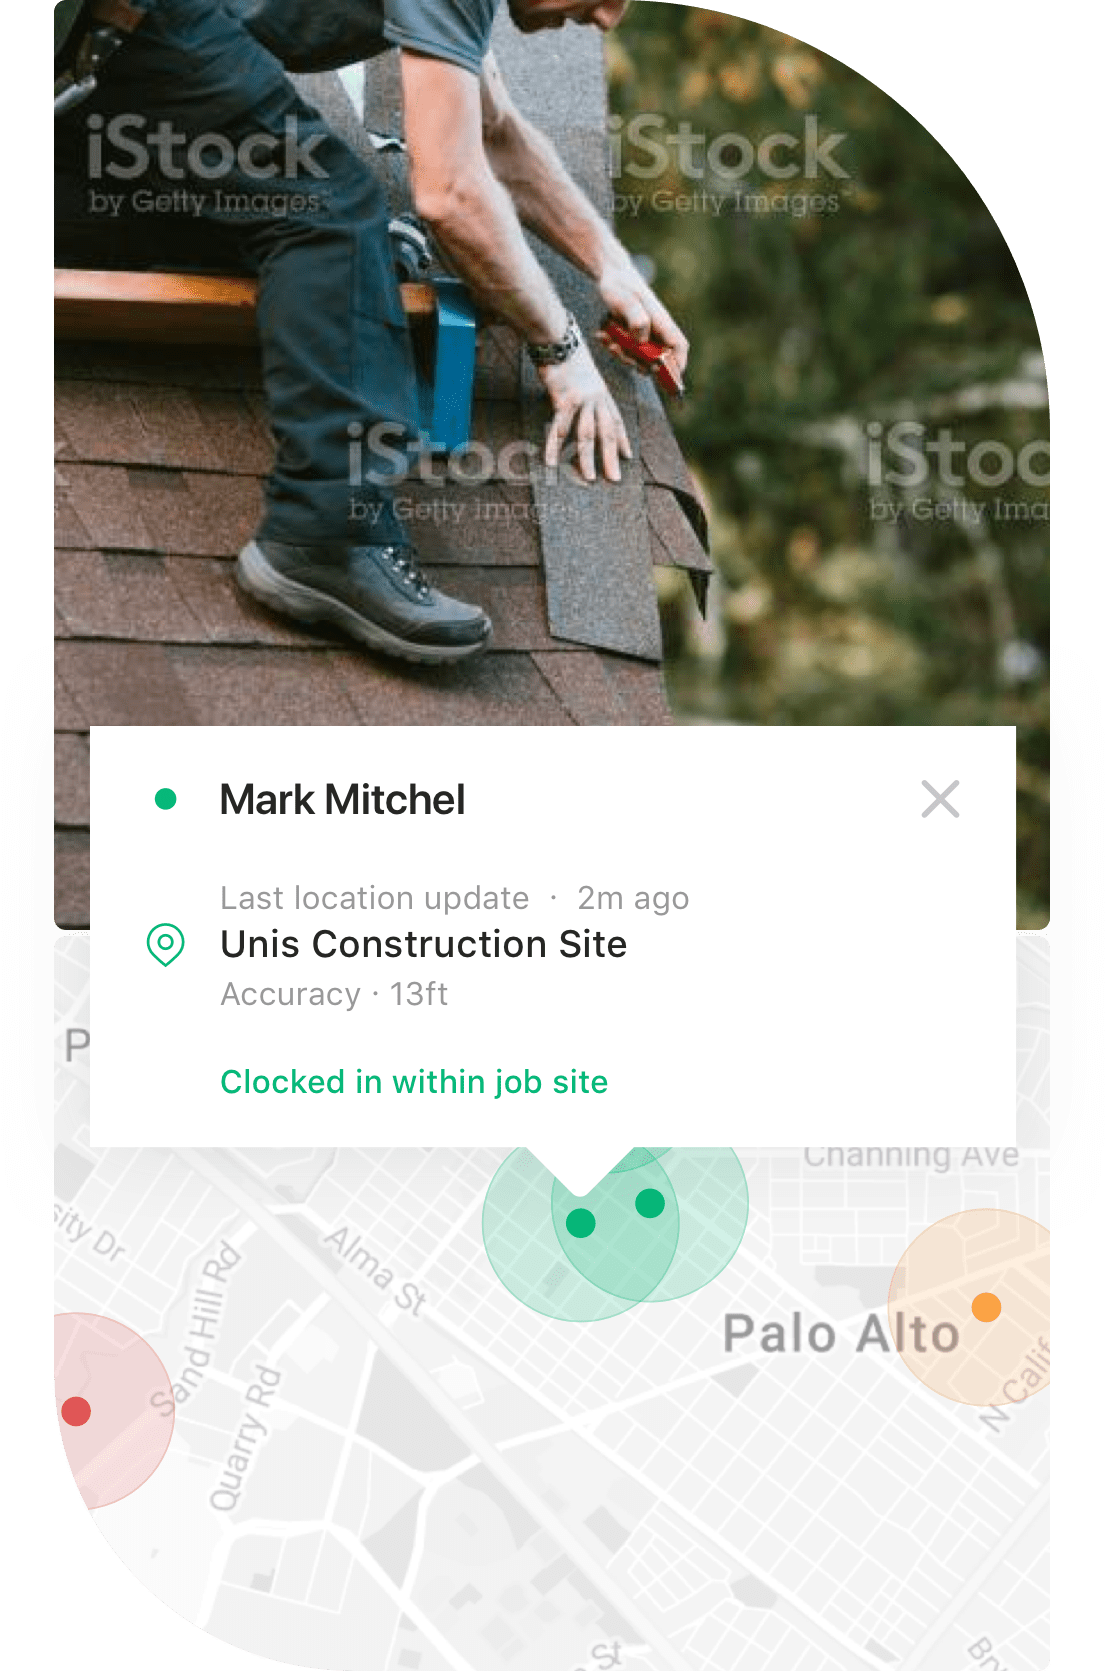 iStock
by Getty Images
iStock
by Getty Images
iStock
by Getty Images
iStoc
by Getty Ima
Mark Mitchel
Last location update · 2m ago
Unis Construction Site
Accuracy · 13ft
Clocked in within job site
P
Channing Ave
sity Dr
Alma St
Sand Hill Rd
Palo Alto
N Calif
Quarry Rd
St
Br